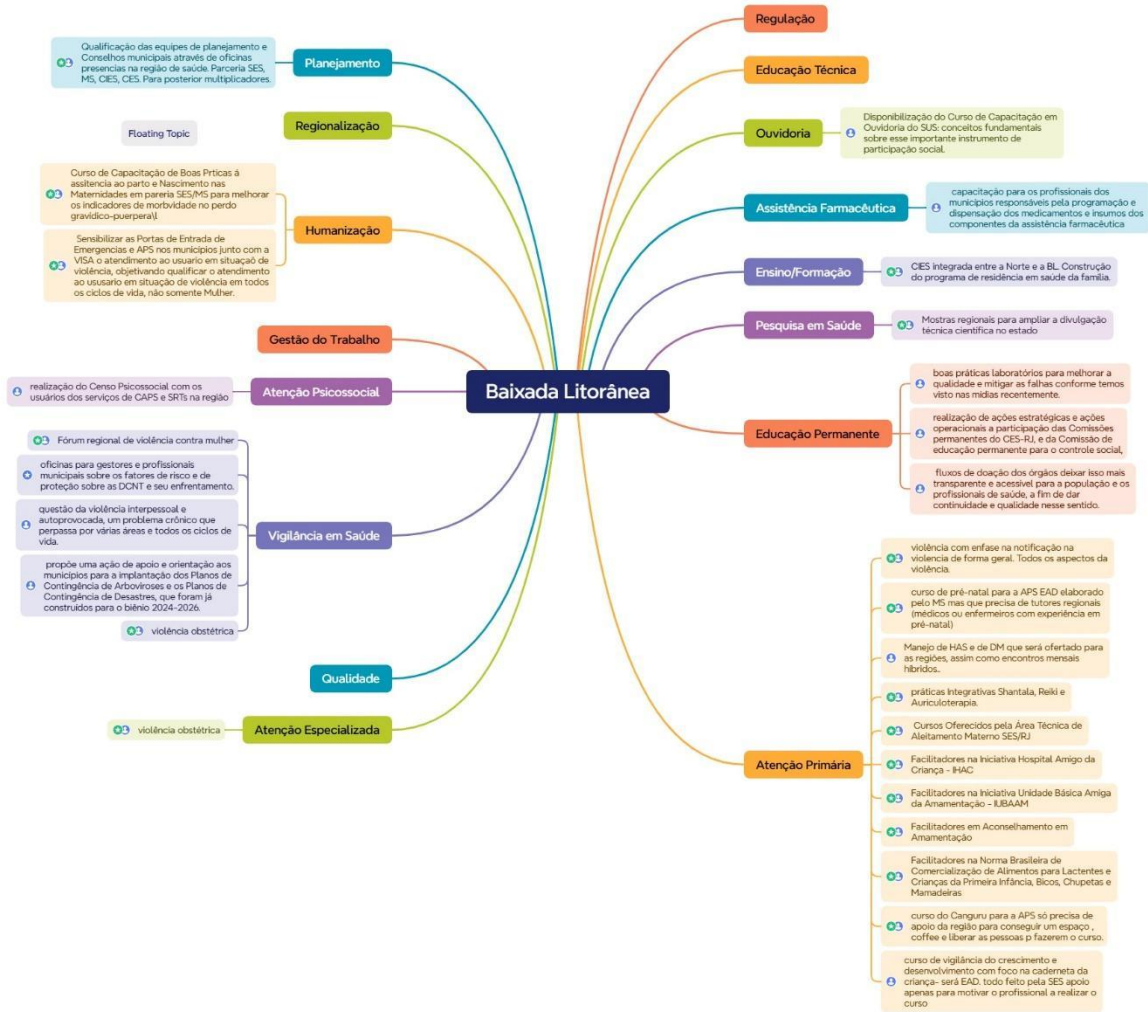 Baixada Litorânea
Planejamento
Qualificação das equipes de planejamento e
Conselhos municipais através de oficinas
presencias na região de saúde. Parceria SES,
MS, CIES, CES. Para posterior multiplicadores.
Regionalização
Floating Topic
Humanização
Curso de Capacitação de Boas Prticas á
assitencia ao parto e Nascimento nas
Maternidades em pareria SES/MS para melhorar
os indicadores de morbvidade no perdo
gravídico-puerpera\l
Sensibilizar as Portas de Entrada de
Emergencias e APS nos municípios junto com a
VISA o atendimento ao usuario em situaçaõ de
violência, objetivando qualificar o atendimento
ao ususario em situação de violência em todos
os ciclos de vida, não somente Mulher.
Gestão do Trabalho
Atenção Psicossocial
realização do Censo Psicossocial com os
usuários dos serviços de CAPS e SRTs na região
Vigilância em Saúde
Fórum regional de violência contra mulher
oficinas para gestores e profissionais
municipais sobre os fatores de risco e de
proteção sobre as DCNT e seu enfrentamento.
questão da violência interpessoal e
autoprovocada, um problema crônico que
perpassa por várias áreas e todos os ciclos de
vida.
propõe uma ação de apoio e orientação aos
municípios para a implantação dos Planos de
Contingência de Arboviroses e os Planos de
Contingência de Desastres, que foram já
construídos para o biênio 2024-2026.
violência obstétrica
Qualidade
Atenção Especializada
violência obstétrica
Regulação
Educação Técnica
Ouvidoria
Disponibilização do Curso de Capacitação em
Ouvidoria do SUS: conceitos fundamentais
sobre esse importante instrumento de
participação social.
Assistência Farmacêutica
capacitação para os profissionais dos
municípios responsáveis pela programação e
dispensação dos medicamentos e insumos dos
componentes da assistência farmacêutica
Ensino/Formação
CIES integrada entre a Norte e a BL. Construção
do programa de residência em saúde da família.
Pesquisa em Saúde
Mostras regionais para ampliar a divulgação
técnica científica no estado
Educação Permanente
boas práticas laboratórios para melhorar a
qualidade e mitigar as falhas conforme temos
visto nas mídias recentemente.
realização de ações estratégicas e ações
operacionais a participação das Comissões
permanentes do CES-RJ, e da Comissão de
educação permanente para o controle social,
fluxos de doação dos órgãos deixar isso mais
transparente e acessível para a população e os
profissionais de saúde, a fim de dar
continuidade e qualidade nesse sentido.
Atenção Primária
violência com enfase na notificação na
violencia de forma geral. Todos os aspectos da
violência.
curso de pré-natal para a APS EAD elaborado
pelo MS mas que precisa de tutores regionais
(médicos ou enfermeiros com experiência em
pré-natal)
Manejo de HAS e de DM que será ofertado para
as regiões, assim como encontros mensais
híbridos..
práticas Integrativas Shantala, Reiki e
Auriculoterapia.
Cursos Oferecidos pela Área Técnica de
Aleitamento Materno SES/RJ
Facilitadores na Iniciativa Hospital Amigo da
Criança - IHAC
Facilitadores na Iniciativa Unidade Básica Amiga
da Amamentação - IUBAAM
Facilitadores em Aconselhamento em
Amamentação
Facilitadores na Norma Brasileira de
Comercialização de Alimentos para Lactentes e
Crianças da Primeira Infância, Bicos, Chupetas e
Mamadeiras
curso do Canguru para a APS só precisa de
apoio da região para conseguir um espaço ,
coffee e liberar as pessoas p fazerem o curso.
curso de vigilância do crescimento e
desenvolvimento com foco na caderneta da
criança- será EAD. todo feito pela SES apoio
apenas para motivar o profissional a realizar o
curso